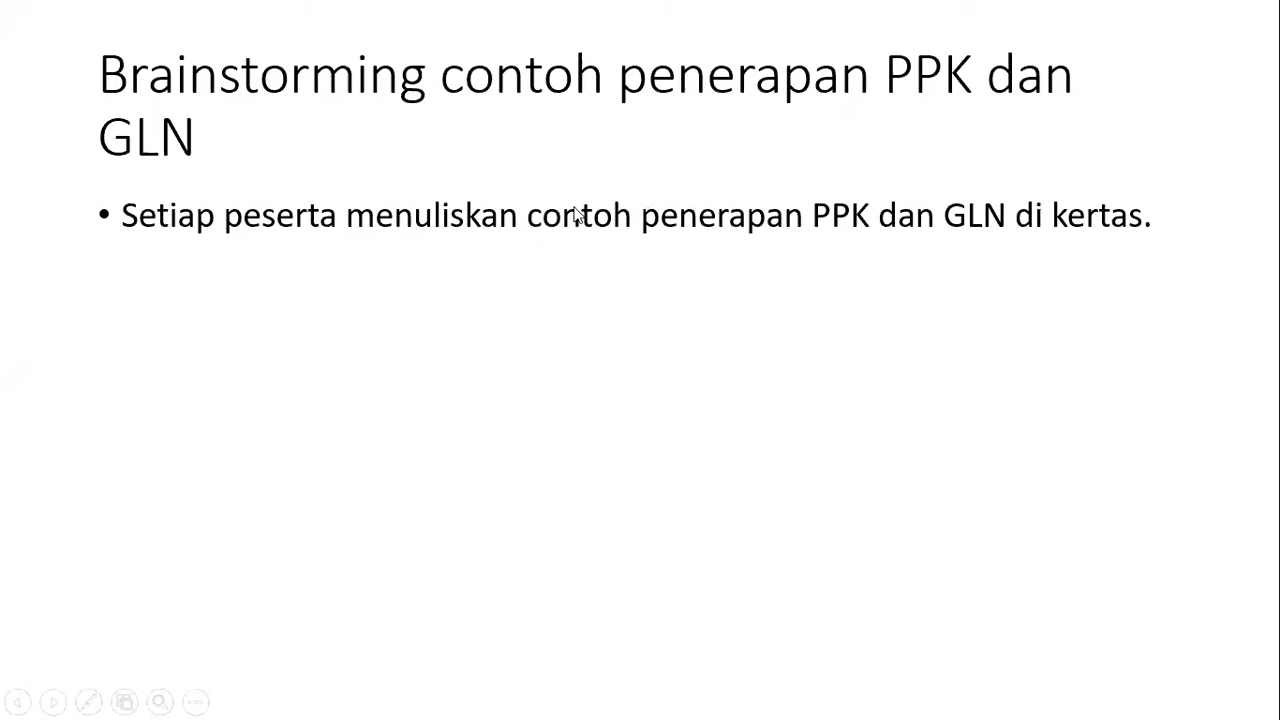 Brainstorming contoh penerapan PPK dan
GLN
• Setiap peserta menuliskan contoh penerapan PPK dan GLN di kertas.